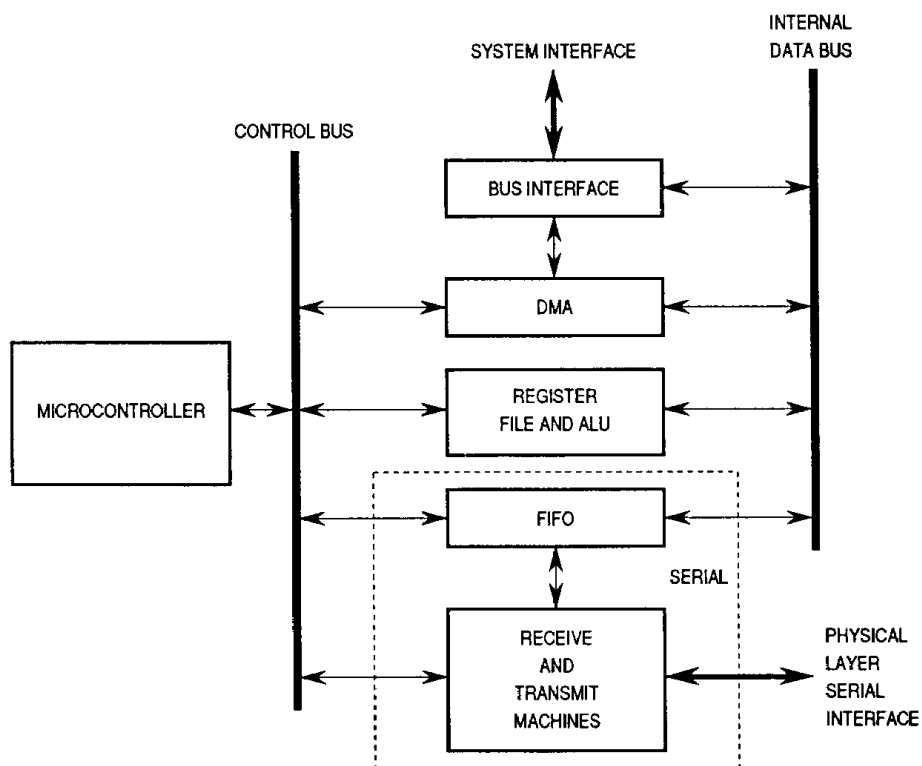 INTERNAL
DATA BUS
SYSTEM INTERFACE
CONTROL BUS
BUS INTERFACE
DMA
MICROCONTROLLER
REGISTER
FILE AND ALU
FIFO
SERIAL
RECEIVE
AND
TRANSMIT
MACHINES
PHYSICAL
LAYER
SERIAL
INTERFACE